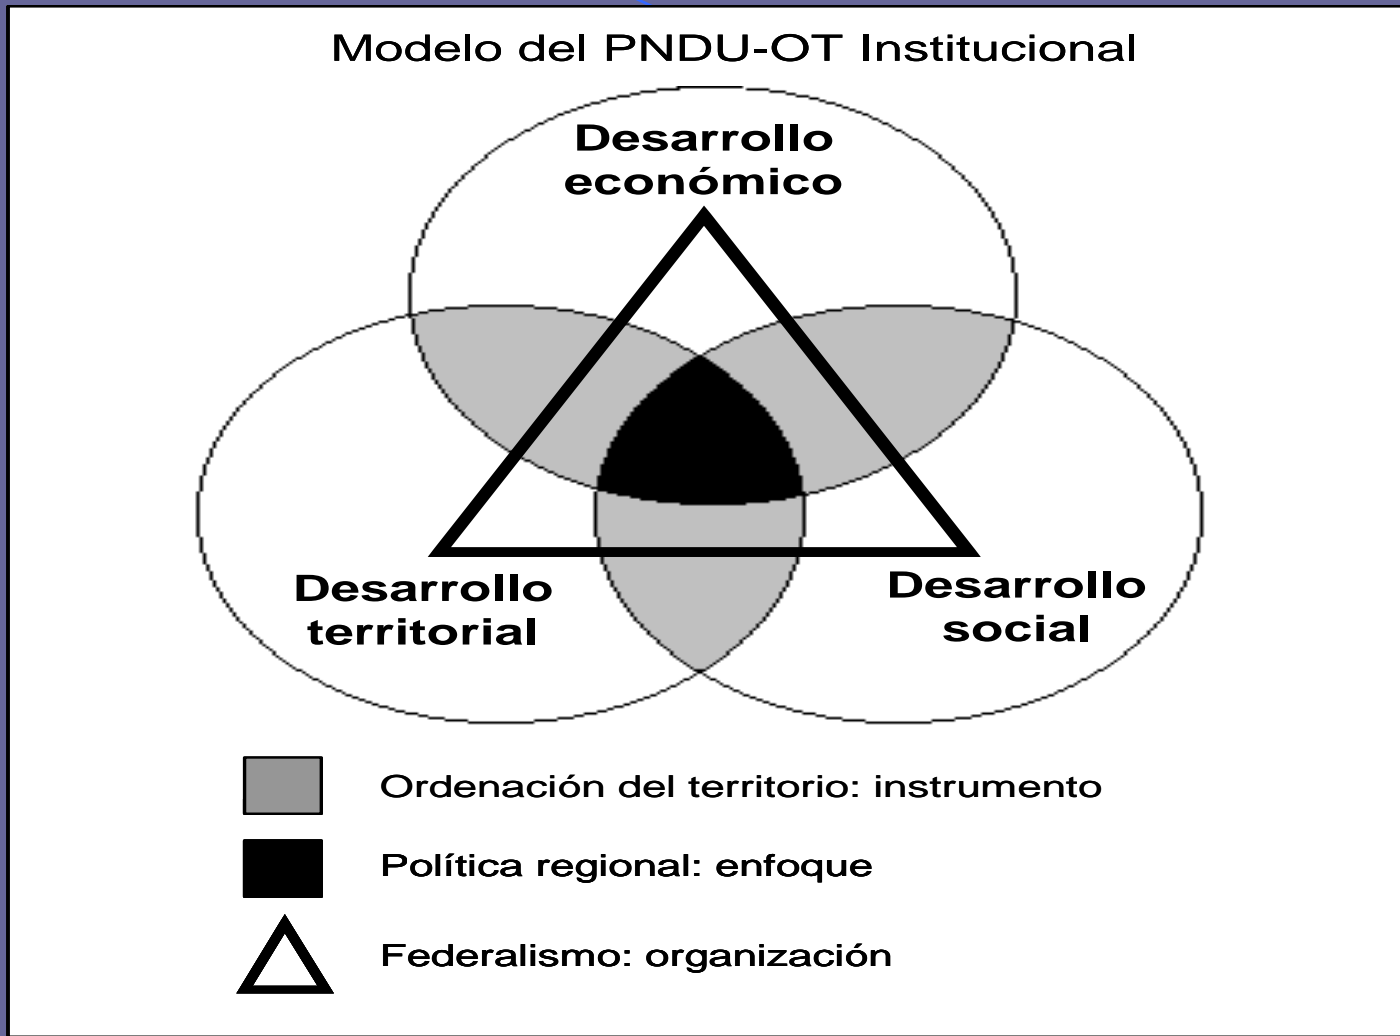 Modelo del PNDU-OT Institucional
Desarrollo
económico
Desarrollo
territorial
Desarrollo
social
Ordenación del territorio: instrumento
Política regional: enfoque
Federalismo: organización